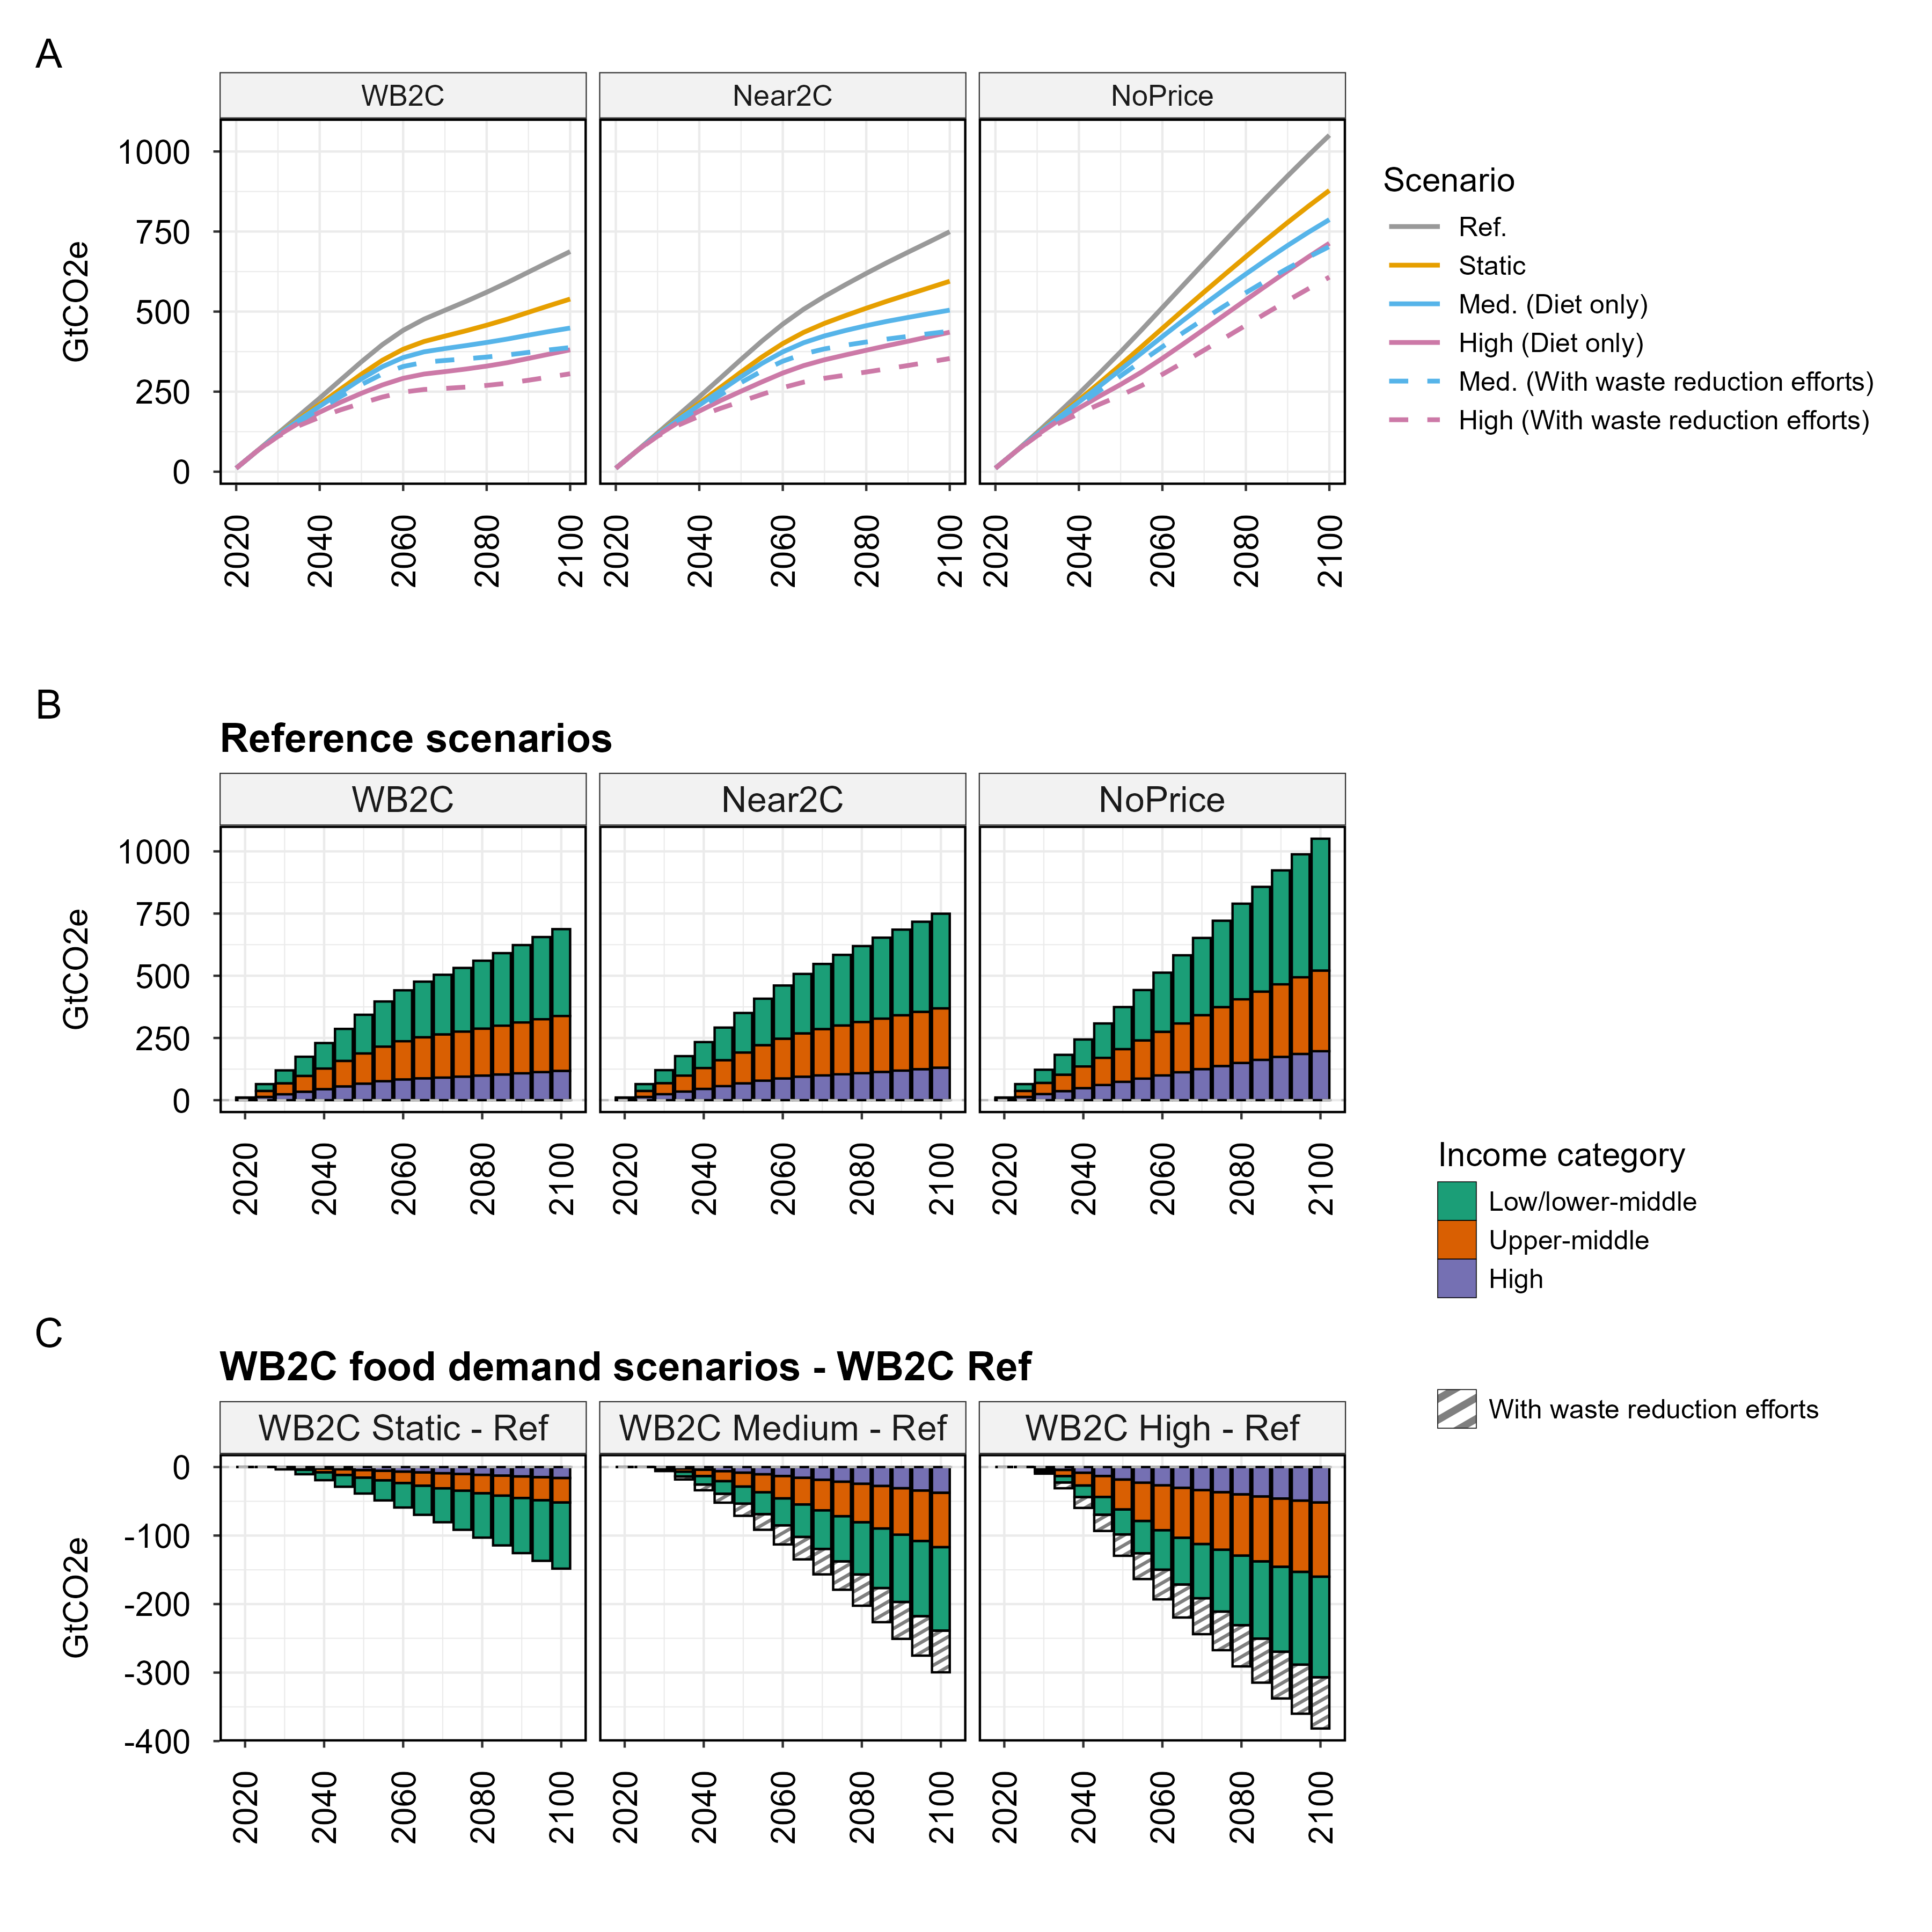 A
WB2C Near2C NoPrice
GtCO2e
1000
750
500
250
0
2020 2040 2060 2080 2100 2020 2040 2060 2080 2100 2020 2040 2060 2080 2100
Scenario
Ref.
Static
Med. (Diet only)
High (Diet only)
Med. (With waste reduction efforts)
High (With waste reduction efforts)
B
Reference scenarios
WB2C Near2C NoPrice
GtCO2e
1000
750
500
250
0
2020 2040 2060 2080 2100 2020 2040 2060 2080 2100 2020 2040 2060 2080 2100
Income category
Low/lower-middle
Upper-middle
High
C
WB2C food demand scenarios - WB2C Ref
WB2C Static - Ref WB2C Medium - Ref WB2C High - Ref
GtCO2e
0
-100
-200
-300
-400
2020 2040 2060 2080 2100 2020 2040 2060 2080 2100 2020 2040 2060 2080 2100
With waste reduction efforts